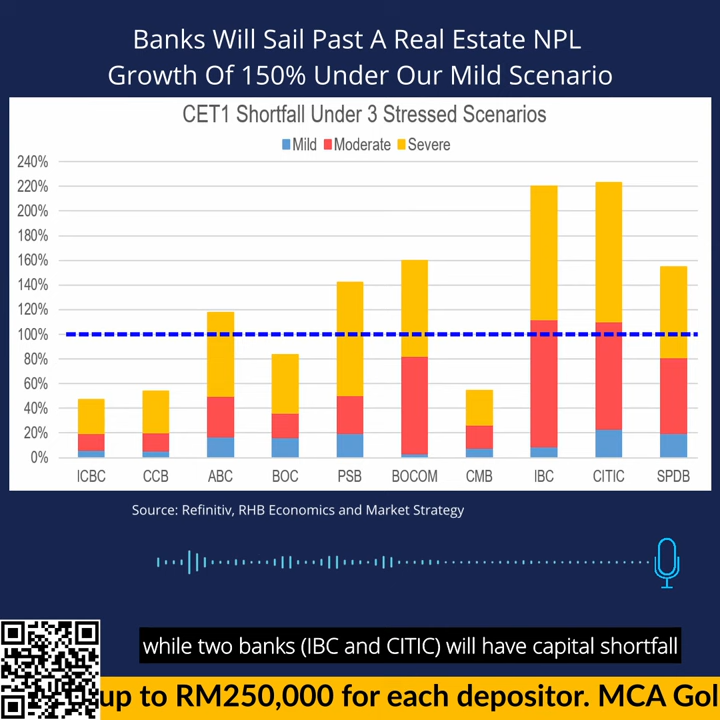 Banks Will Sail Past A Real Estate NPL
Growth Of 150% Under Our Mild Scenario
CET1 Shortfall Under 3 Stressed Scenarios
Mild Moderate Severe
240%
220%
200%
180%
160%
140%
120%
100%
80%
60%
40%
20%
0%
ICBC CCB ABC BOC PSB BOCOM CMB IBC CITIC SPDB
Source: Refinitiv, RHB Economics and Market Strategy
while two banks (IBC and CITIC) will have capital shortfall
up to RM250,000 for each depositor. MCA Gol